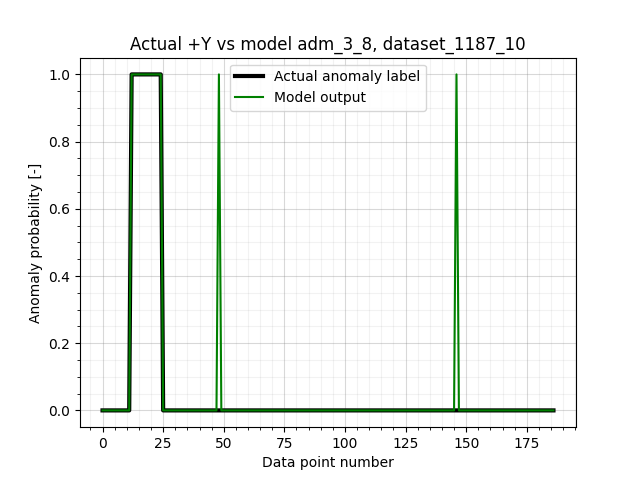 Actual +Y vs model adm_3_8, dataset_1187_10
Actual anomaly label
Model output
1.0
0.8
0.6
0.4
0.2
0.0
Anomaly probability [-]
0 25 50 75 100 125 150 175
Data point number